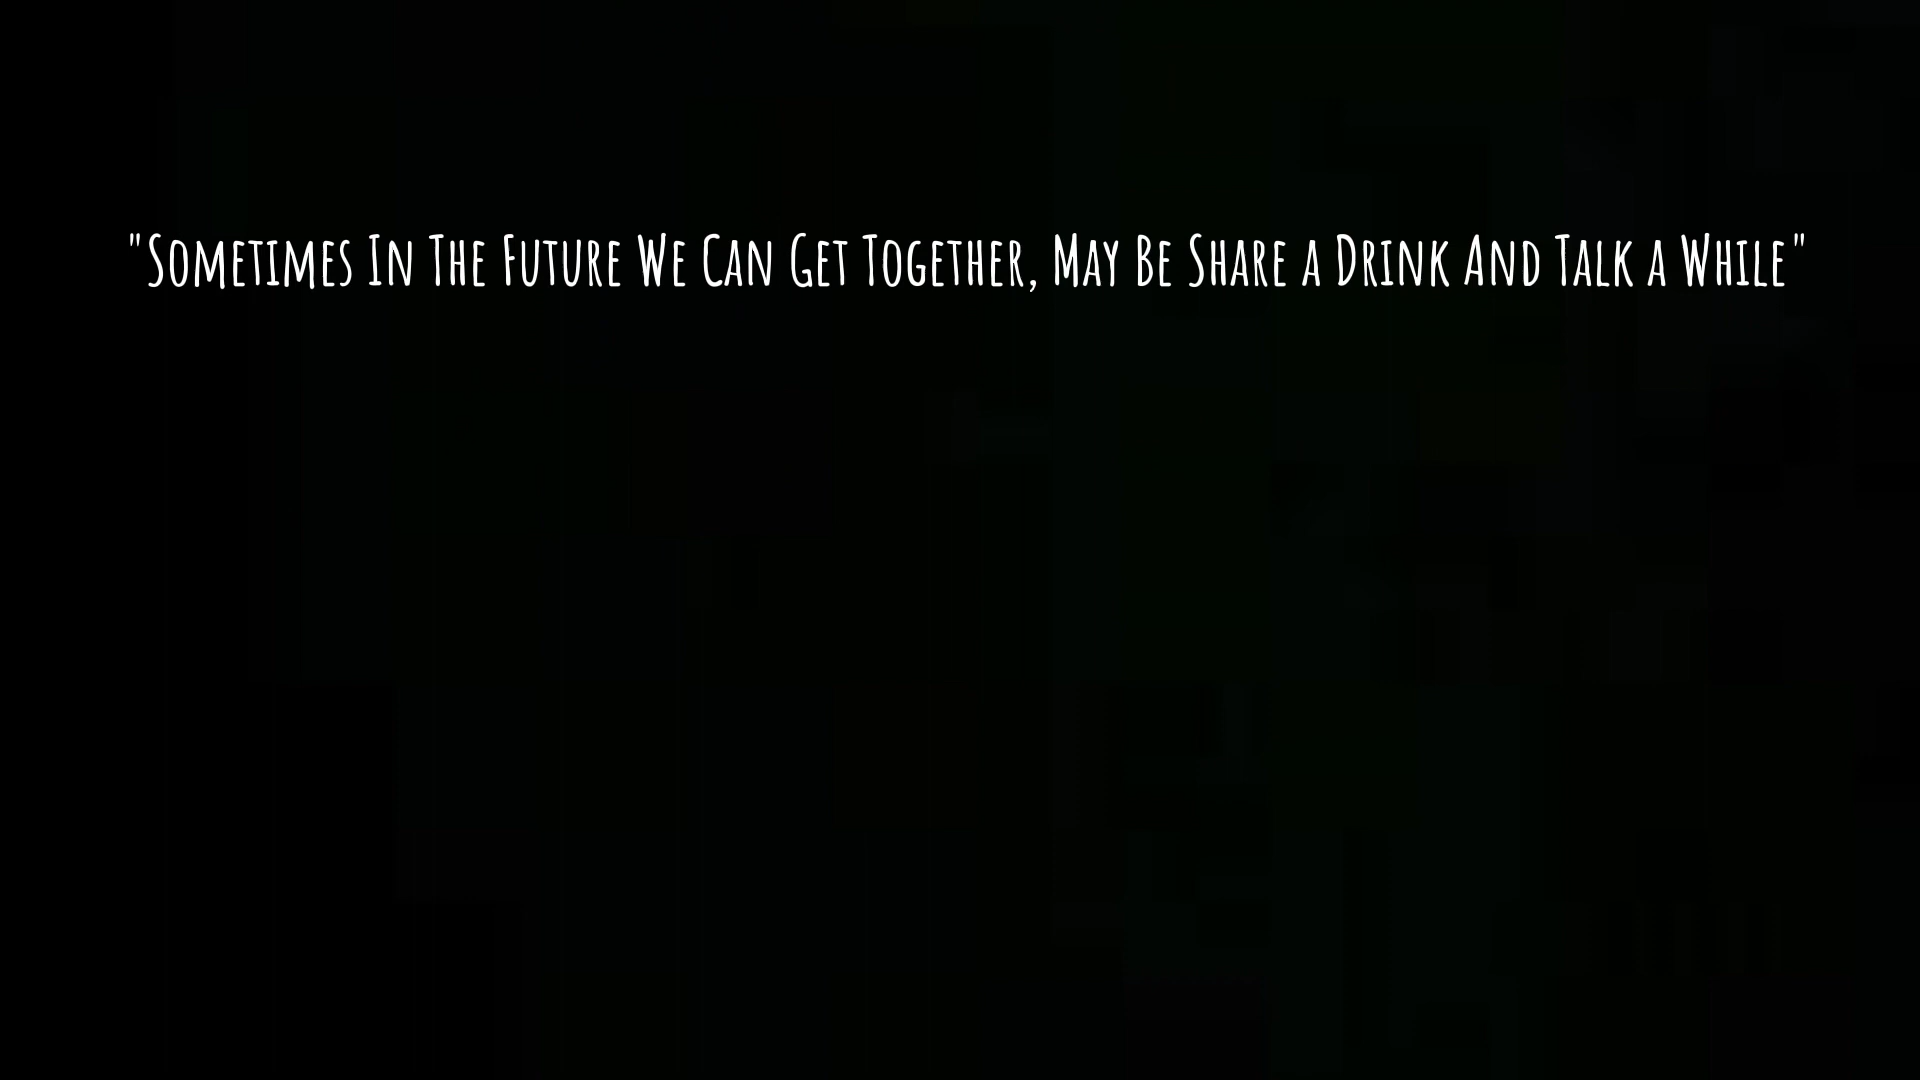 "Sometimes In The Future We Can Get Together, May Be Share a Drink And Talk a While"